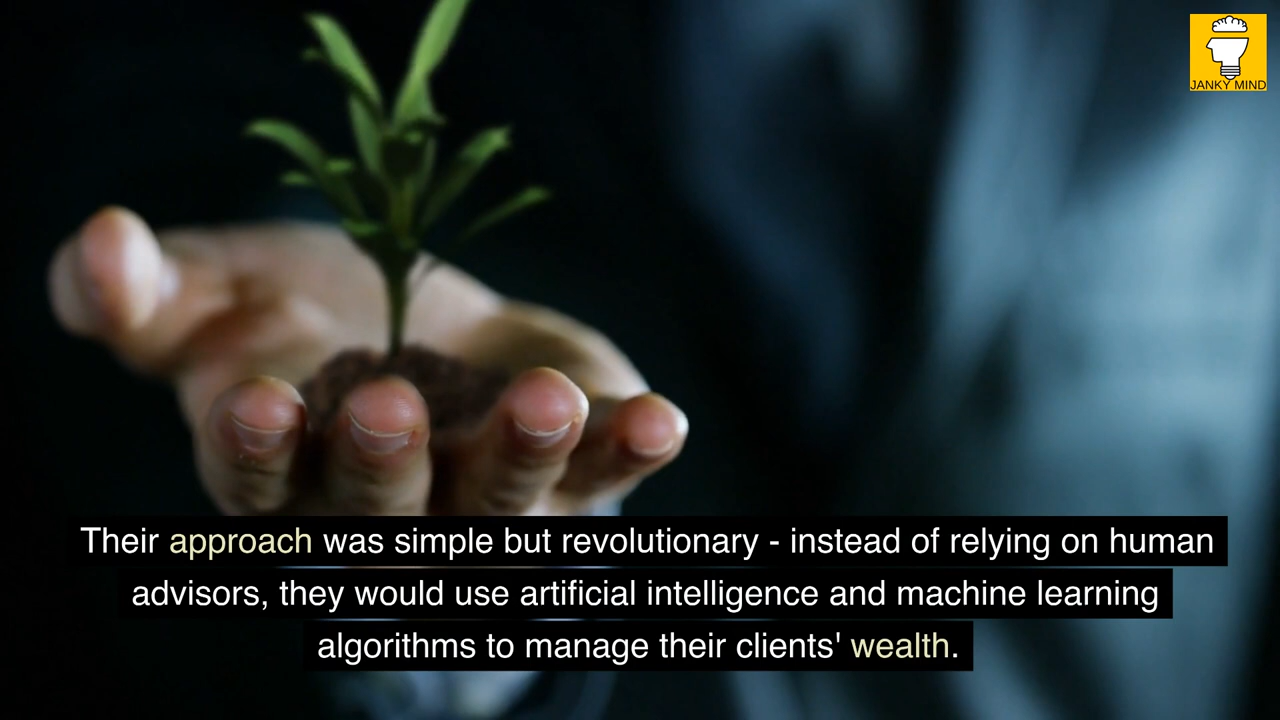 JANKY MIND
Their approach was simple but revolutionary - instead of relying on human
advisors, they would use artificial intelligence and machine learning
algorithms to manage their clients' wealth.